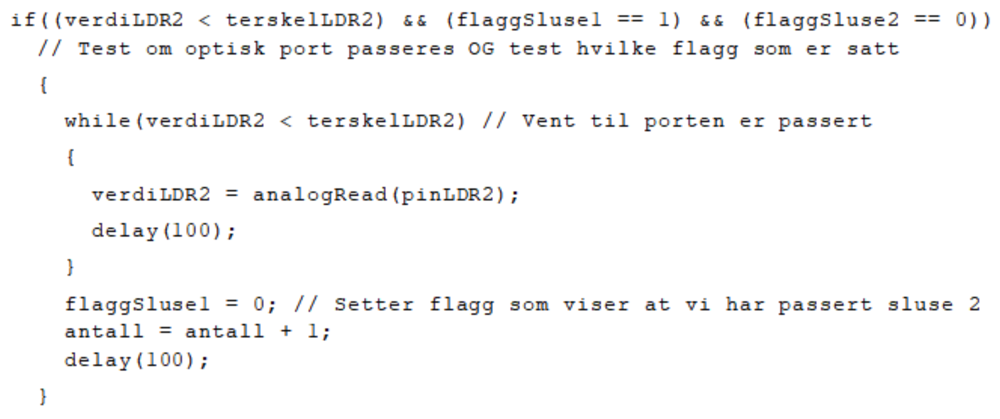 if((verdiLDR2 < terskelLDR2) && (flaggSluse1 == 1) && (flaggSluse2 == 0))
// Test om optisk port passeres OG test hvilke flagg som er satt
{
while(verdiLDR2 < terskelLDR2) // Vent til porten er passert
{
verdiLDR2 = analogRead(pinLDR2);
delay(100);
}
flaggSluse1 = 0; // Setter flagg som viser at vi har passert sluse 2
antall = antall + 1;
delay(100);
}